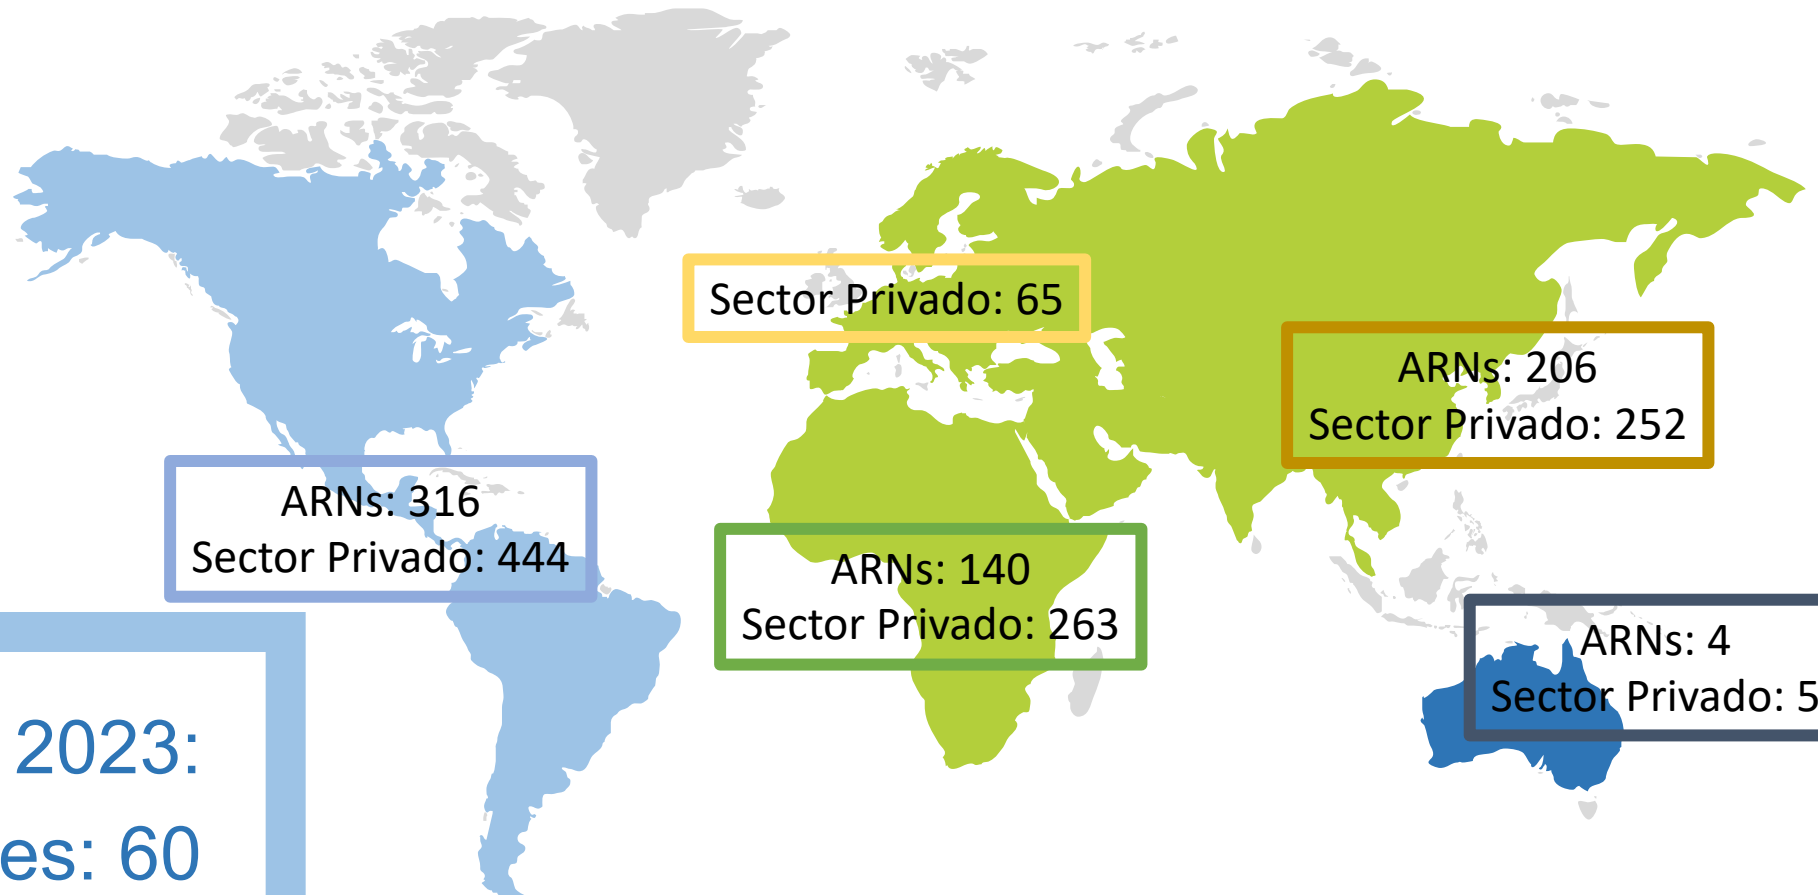 Sector Privado: 65
ARNs: 206
Sector Privado: 252
ARNs: 316
Sector Privado: 444
ARNs: 140
Sector Privado: 263
ARNs: 4
Sector Privado: 5
2023:
es: 60